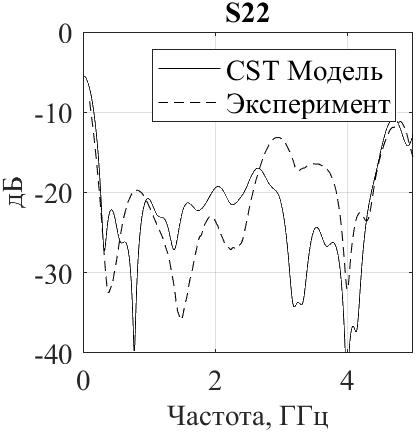 S22
0
-10
-20
-30
-40
дБ
CST Модель
Эксперимент
0 2 4
Частота, ГГц